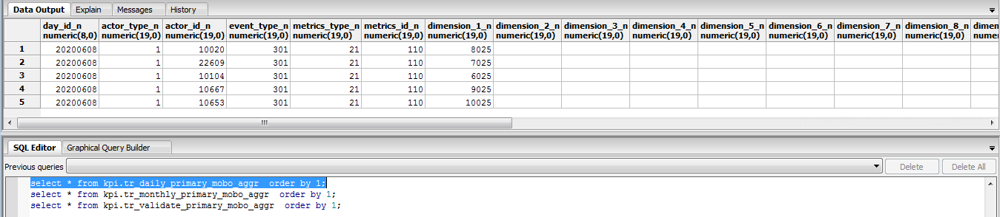 Data Output Explain Messages History
day_id_n actor_type_n actor_id_n event_type_n metrics_type_n metrics_id_n dimension_1_n dimension_2_n dimension_3_n dimension_4_n dimension_5_n dimension_6_n dimension_7_n dimension_8_n dimen
numeric(8,0) numeric(19,0) numeric(19,0) numeric(19,0) numeric(19,0) numeric(19,0) numeric(19,0) numeric(19,0) numeric(19,0) numeric(19,0) numeric(19,0) numeric(19,0) numeric(19,0) numeric(19,0) nume
1 20200608 1 10020 301 21 110 8025
2 20200608 1 22609 301 21 110 7025
3 20200608 1 10104 301 21 110 6025
4 20200608 1 10667 301 21 110 9025
5 20200608 1 10653 301 21 110 10025
SQL Editor Graphical Query Builder
Previous queries Delete Delete All
select * from kpi.tr_daily_primary_mobo_aggr order by 1;
select * from kpi.tr_monthly_primary_mobo_aggr order by 1;
select * from kpi.tr_validate_primary_mobo_aggr order by 1;